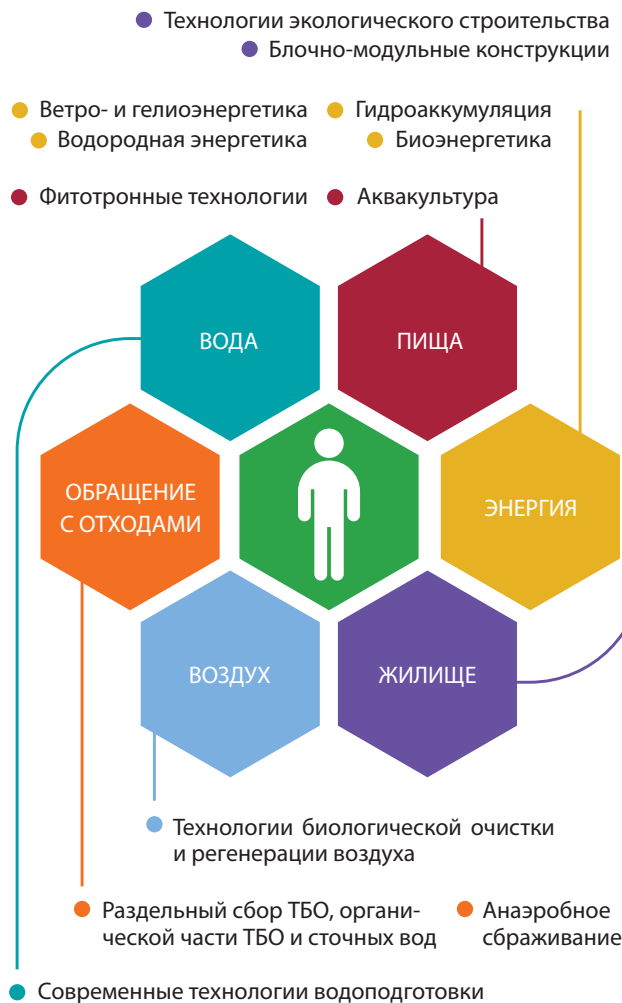 Технологии экологического строительства
Блочно-модульные конструкции
Ветро- и гелиоэнергетика
Гидроаккумуляция
Водородная энергетика
Биоэнергетика
Фитотронные технологии
Аквакультура
ВОДА
ПИЩА
ОБРАЩЕНИЕ
С ОТХОДАМИ
ЭНЕРГИЯ
ВОЗДУХ
ЖИЛИЩЕ
Технологии биологической очистки
и регенерации воздуха
Раздельный сбор ТБО, органи-
ческой части ТБО и сточных вод
Анаэробное
сбраживание
Современные технологии водоподготовки